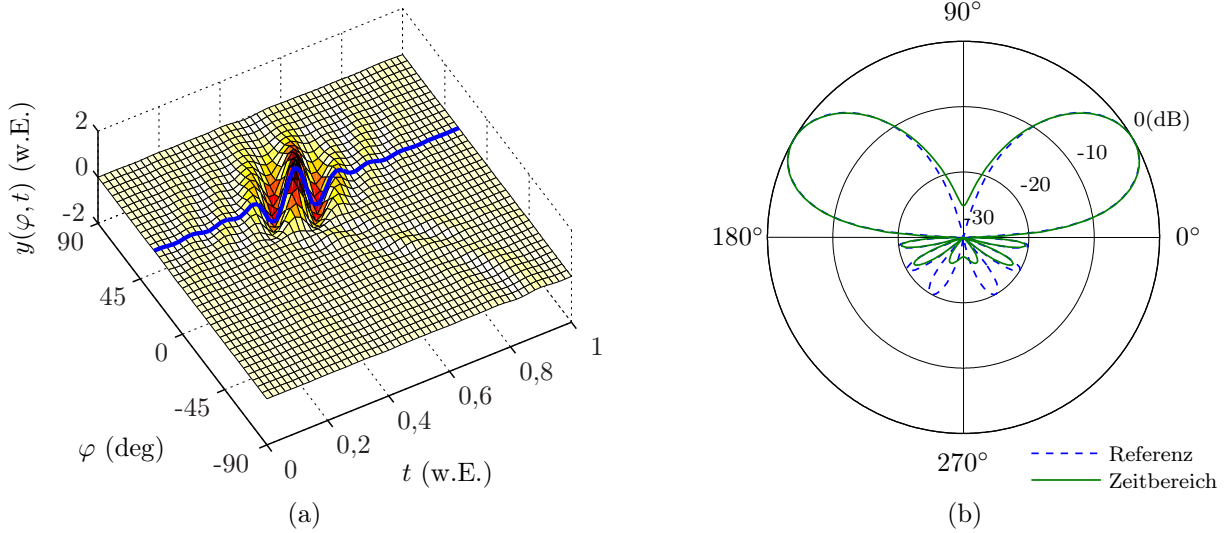 2
0
-2
y(φ, t) (w.E.)
90
45
0
-45
-90
φ (deg)
0
0,2
0,4
0,6
0,8
1
t (w.E.)
(a)
90°
0(dB)
-10
-20
-30
180°
0°
270°
Referenz
Zeitbereich
(b)